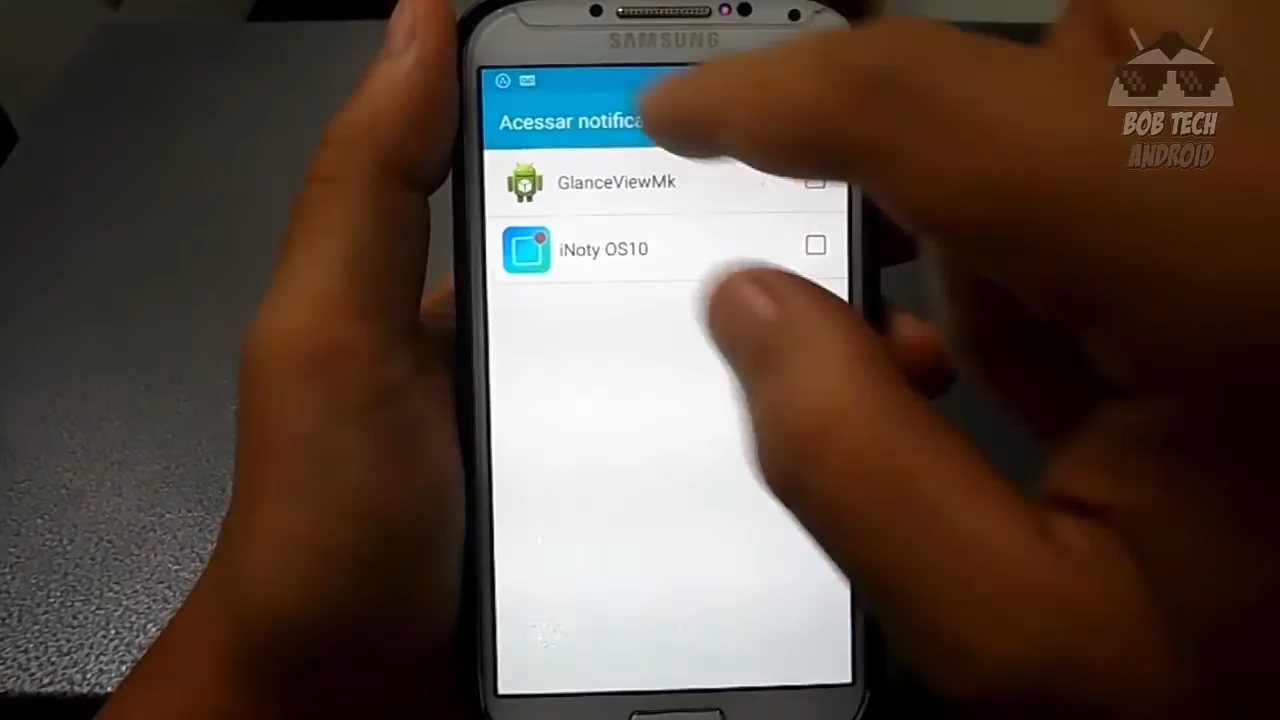 SAMSUNG
Acessar notifica
GlanceViewMk
iNoty OS10
BOB TECH
ANDROID